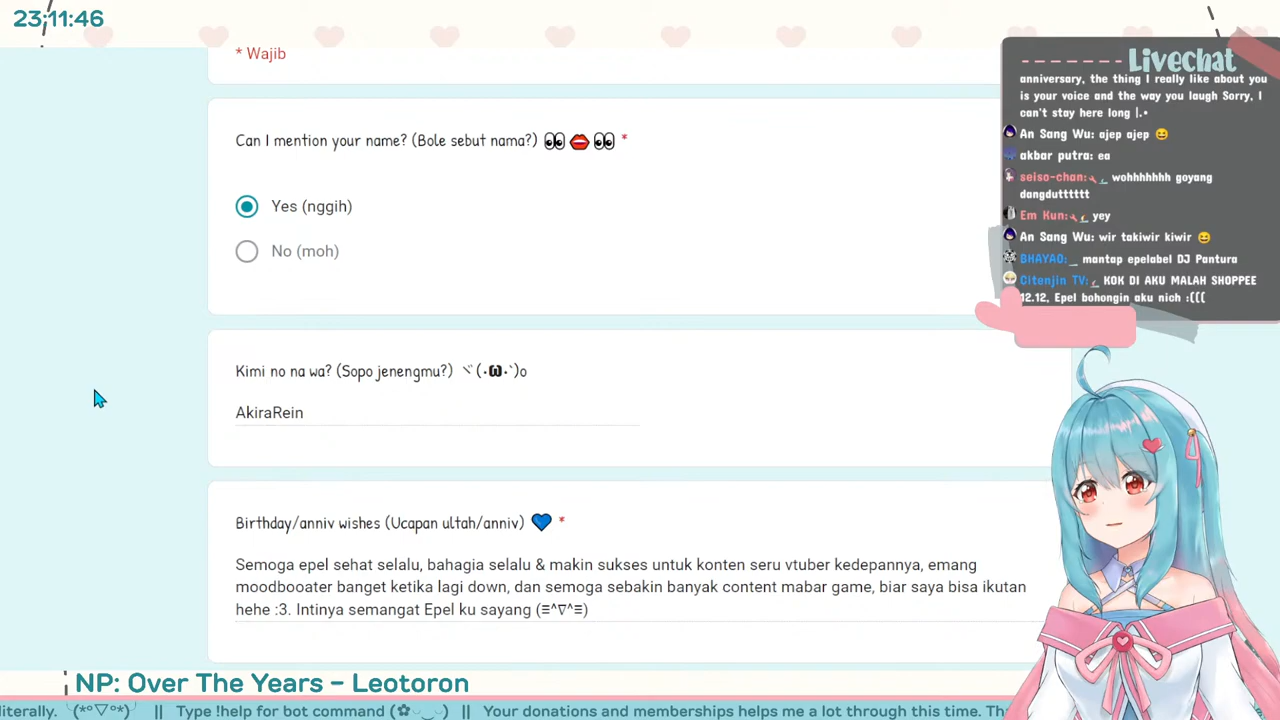 23:11:46
* Wajib
Can I mention your name? (Bole sebut nama?) 👀👄👀 *
Yes (nggih)
No (moh)
Kimi no na wa? (Sopo jenengmu?) ヾ(･ω･`)o
AkiraRein
Birthday/anniv wishes (Ucapan ultah/anniv) 💙 *
Semoga epel sehat selalu, bahagia selalu & makin sukses untuk konten seru vtuber kedepannya, emang
moodbooater banget ketika lagi down, dan semoga sebakin banyak content mabar game, biar saya bisa ikutan
hehe :3. Intinya semangat Epel ku sayang (≡^∇^≡)
Livechat
anniversary, the thing I really like about you
is your voice and the way you laugh Sorry, I
can't stay here long |.•
An Sang Wu: ajep ajep 😆
akbar putra: ea
seiso-chan: wohhhhhhh goyang
dangdutttttt
Em Kun: yey
An Sang Wu: wir takiwir kiwir 😆
BHAYAO: mantap epelabel DJ Pantura
Citenjin TV: KOK DI AKU MALAH SHOPPEE
12.12, Epel bohongin aku nich :(((
NP: Over The Years – Leotoron
literally. ╰(*°▽°*)╯ || Type !help for bot command (✿◡‿◡) || Your donations and memberships helps me a lot through this time.